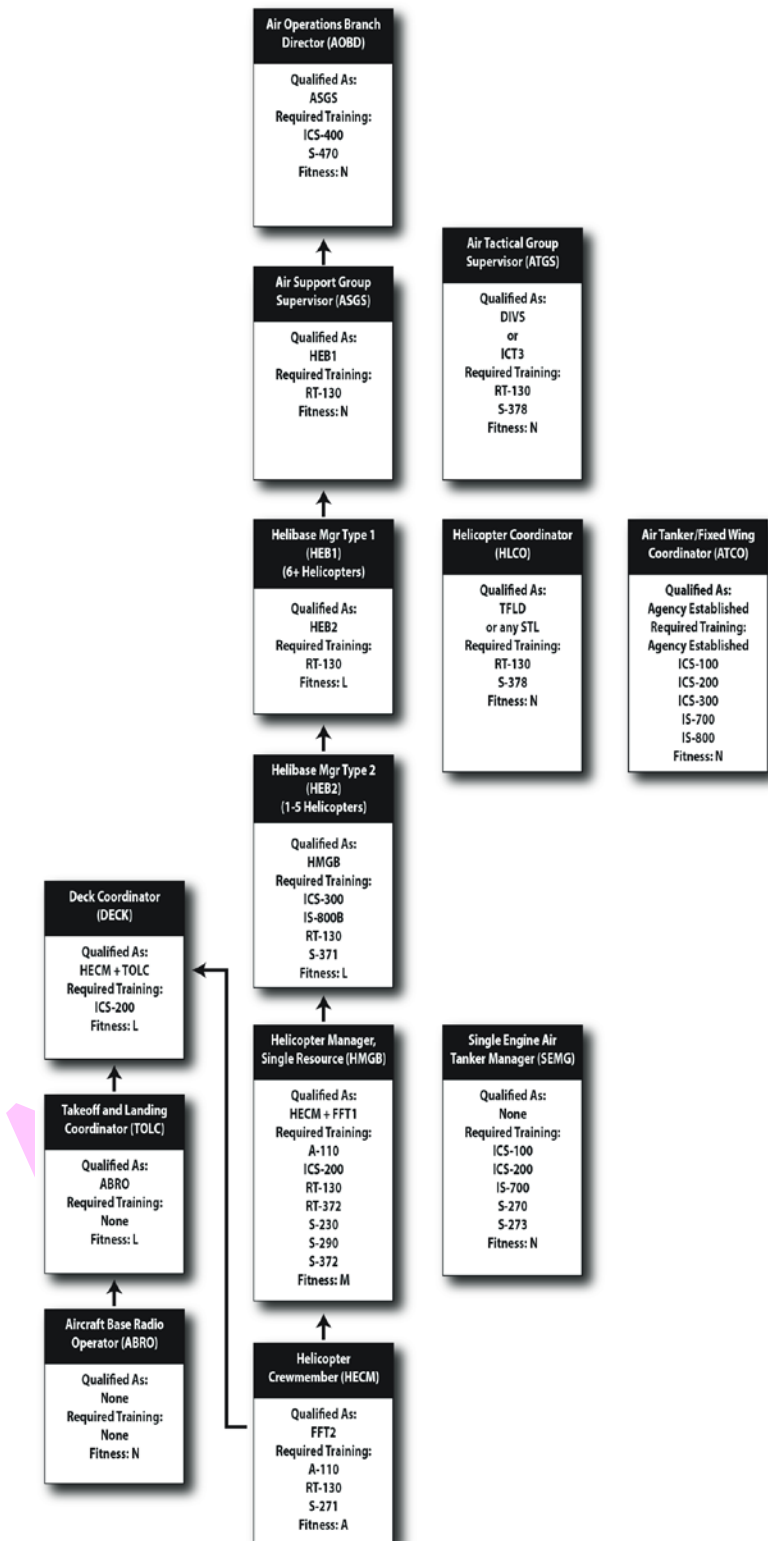 Air Operations Branch
Director (AOBD)
Qualified As:
ASGS
Required Training:
ICS-400
S-470
Fitness: N
Air Tactical Group
Supervisor (ATGS)
Qualified As:
DIVS
or
ICT3
Required Training:
RT-130
S-378
Fitness: N
Air Support Group
Supervisor (ASGS)
Qualified As:
HEB1
Required Training:
RT-130
Fitness: N
Helibase Mgr Type 1
(HEB1)
(6+ Helicopters)
Qualified As:
HEB2
Required Training:
RT-130
Fitness: L
Helicopter Coordinator
(HLCO)
Qualified As:
TFLD
or any STL
Required Training:
RT-130
S-378
Fitness: N
Air Tanker/Fixed Wing
Coordinator (ATCO)
Qualified As:
Agency Established
Required Training:
Agency Established
ICS-100
ICS-200
ICS-300
IS-700
IS-800
Fitness: N
Helibase Mgr Type 2
(HEB2)
(1-5 Helicopters)
Qualified As:
HMGB
Required Training:
ICS-300
IS-800B
RT-130
S-371
Fitness: L
Deck Coordinator
(DECK)
Qualified As:
HECM + TOLC
Required Training:
ICS-200
Fitness: L
Helicopter Manager,
Single Resource (HMGB)
Qualified As:
HECM + FFT1
Required Training:
A-110
ICS-200
RT-130
RT-372
S-230
S-290
S-372
Fitness: M
Single Engine Air
Tanker Manager (SEMG)
Qualified As:
None
Required Training:
ICS-100
ICS-200
IS-700
S-270
S-273
Fitness: N
Takeoff and Landing
Coordinator (TOLC)
Qualified As:
ABRO
Required Training:
None
Fitness: L
Aircraft Base Radio
Operator (ABRO)
Qualified As:
None
Required Training:
None
Fitness: N
Helicopter
Crewmember (HECM)
Qualified As:
FFT2
Required Training:
A-110
RT-130
S-271
Fitness: A